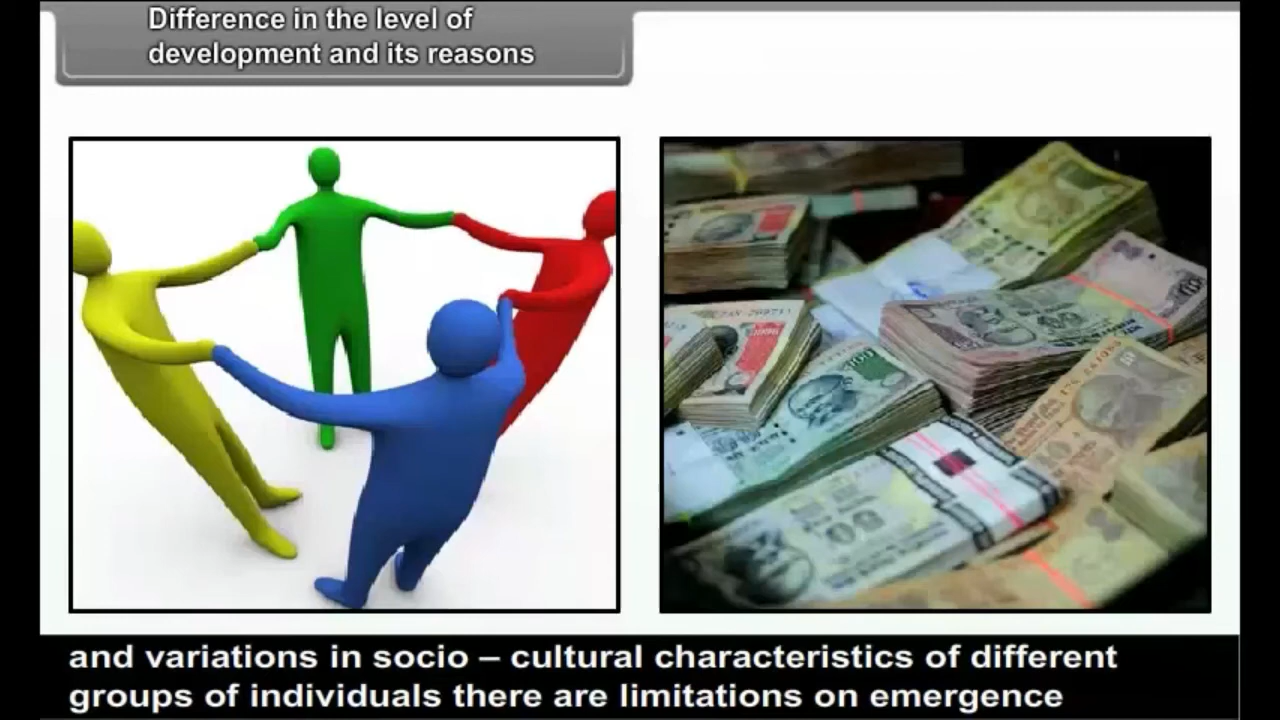 Difference in the level of
development and its reasons
and variations in socio – cultural characteristics of different
groups of individuals there are limitations on emergence